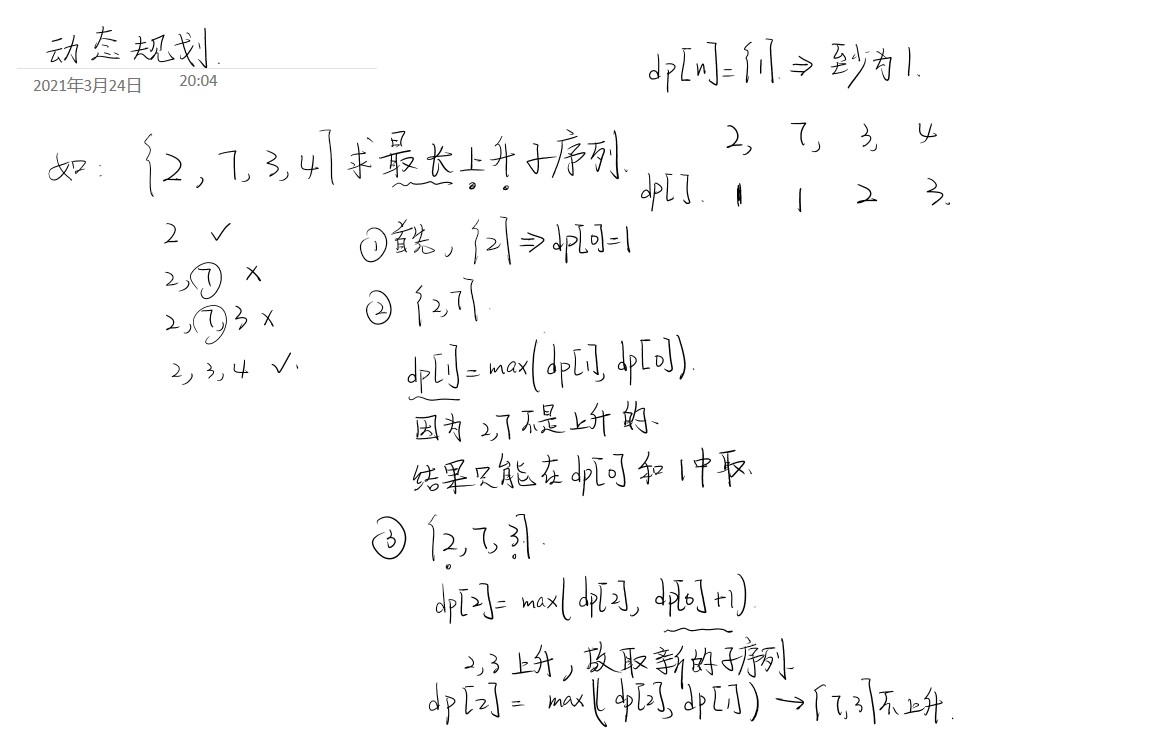 动态规划.
2021年3月24日 20:04
dp[n]={1}. ⇒ 至少为1.
如: {2,7,3,4}求最长上升子序列.
2, 7, 3, 4
dp[]. 1 1 2 3.
2 ✓
2,7 ×
2,7,3 ×
2,3,4 ✓.
①首先, {2}⇒dp[0]=1
② {2,7}.
dp[1]=max(dp[1], dp[0]).
因为2,7不是上升的.
结果只能在dp[0]和1中取.
③ {2,7,3}.
dp[2]=max(dp[2], dp[0]+1).
2,3上升, 故取新的子序列.
dp[2]= max(dp[2], dp[1]) → {7,3}不上升.